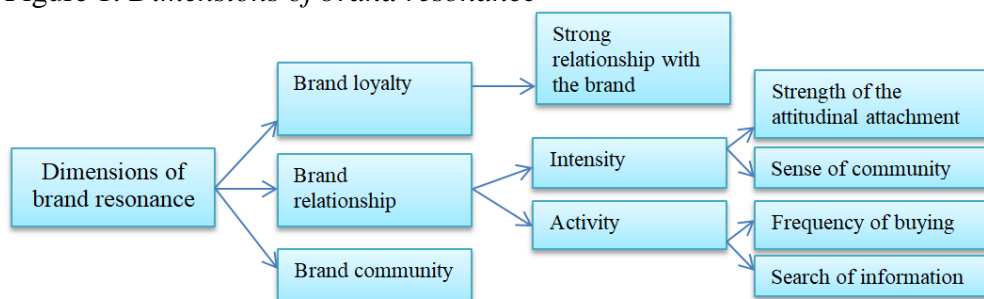 Figure 1. Dimensions of brand resonance
Dimensions of
brand resonance
Brand loyalty
Brand
relationship
Brand community
Strong
relationship with
the brand
Intensity
Activity
Strength of the
attitudinal attachment
Sense of community
Frequency of buying
Search of information